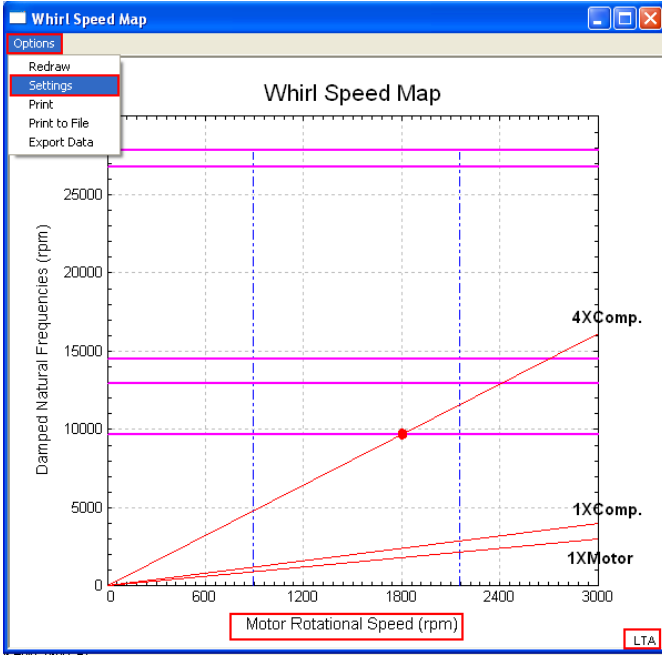 Whirl Speed Map
Options
Redraw
Settings
Print
Print to File
Export Data
Whirl Speed Map
25000
20000
15000
10000
5000
0
Damped Natural Frequencies (rpm)
4XComp.
1XComp.
1XMotor
0 600 1200 1800 2400 3000
Motor Rotational Speed (rpm)
LTA